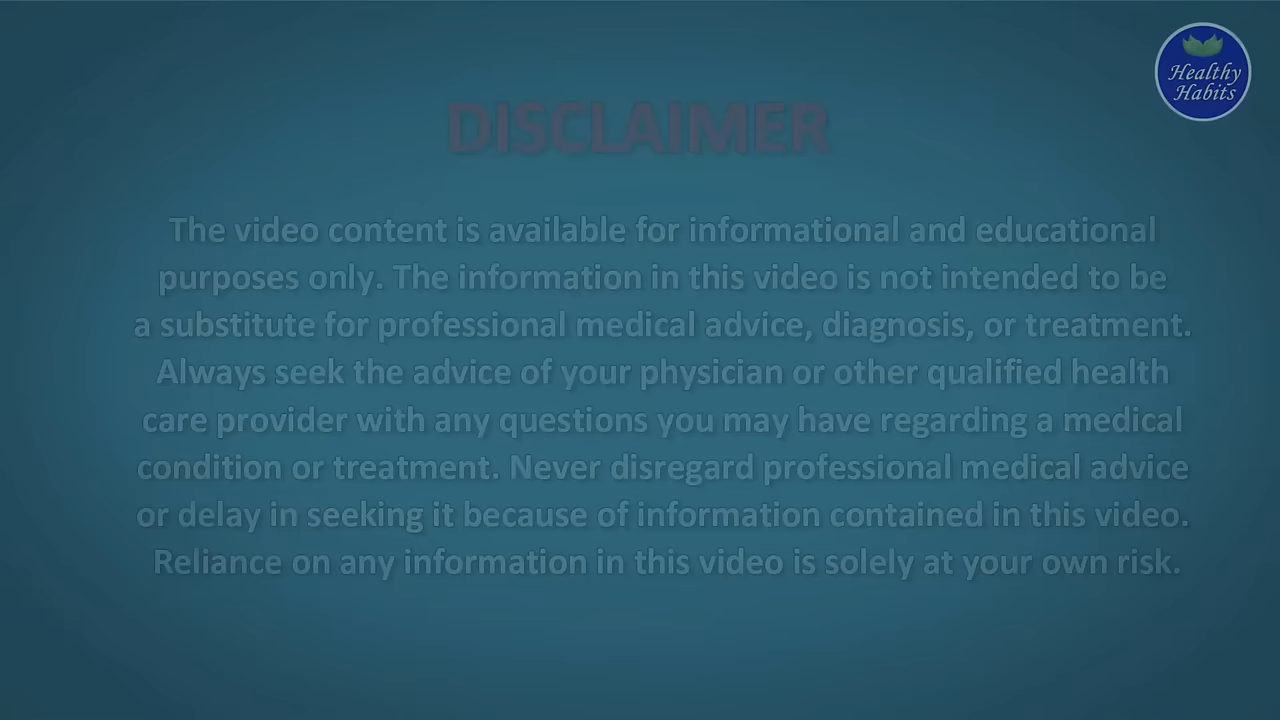 Healthy
Habits
DISCLAIMER
The video content is available for informational and educational
purposes only. The information in this video is not intended to be
a substitute for professional medical advice, diagnosis, or treatment.
Always seek the advice of your physician or other qualified health
care provider with any questions you may have regarding a medical
condition or treatment. Never disregard professional medical advice
or delay in seeking it because of information contained in this video.
Reliance on any information in this video is solely at your own risk.